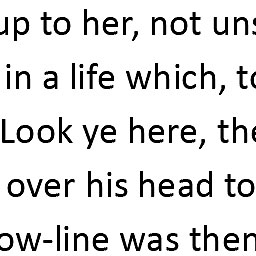 up to her, not uns
in a life which, to
Look ye here, the
over his head to
ow-line was then